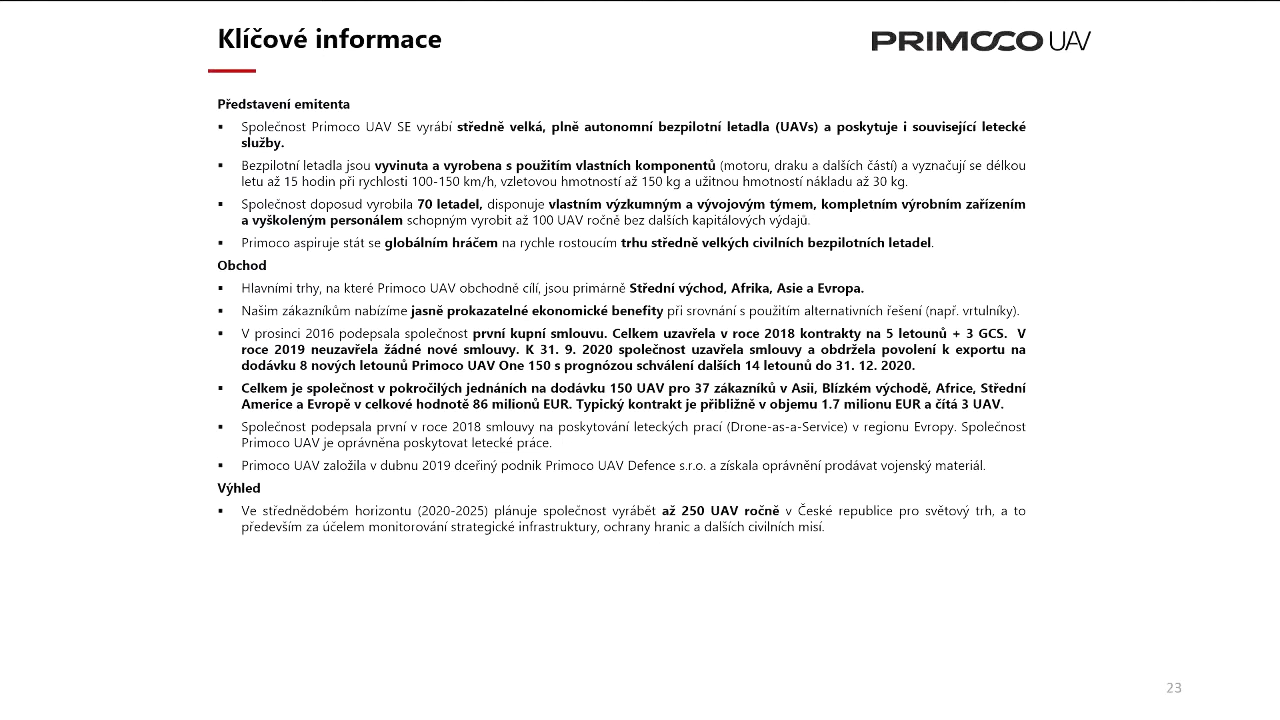 Klíčové informace
PRIMOCO UAV
Představení emitenta
▪ Společnost Primoco UAV SE vyrábí středně velká, plně autonomní bezpilotní letadla (UAVs) a poskytuje i související letecké
služby.
▪ Bezpilotní letadla jsou vyvinuta a vyrobena s použitím vlastních komponentů (motoru, draku a dalších částí) a vyznačují se délkou
letu až 15 hodin při rychlosti 100-150 km/h, vzletovou hmotností až 150 kg a užitnou hmotností nákladu až 30 kg.
▪ Společnost doposud vyrobila 70 letadel, disponuje vlastním výzkumným a vývojovým týmem, kompletním výrobním zařízením
a vyškoleným personálem schopným vyrobit až 100 UAV ročně bez dalších kapitálových výdajů.
▪ Primoco aspiruje stát se globálním hráčem na rychle rostoucím trhu středně velkých civilních bezpilotních letadel.
Obchod
▪ Hlavními trhy, na které Primoco UAV obchodně cílí, jsou primárně Střední východ, Afrika, Asie a Evropa.
▪ Našim zákazníkům nabízíme jasně prokazatelné ekonomické benefity při srovnání s použitím alternativních řešení (např. vrtulníky).
▪ V prosinci 2016 podepsala společnost první kupní smlouvu. Celkem uzavřela v roce 2018 kontrakty na 5 letounů + 3 GCS. V
roce 2019 neuzavřela žádné nové smlouvy. K 31. 9. 2020 společnost uzavřela smlouvy a obdržela povolení k exportu na
dodávku 8 nových letounů Primoco UAV One 150 s prognózou schválení dalších 14 letounů do 31. 12. 2020.
▪ Celkem je společnost v pokročilých jednáních na dodávku 150 UAV pro 37 zákazníků v Asii, Blízkém východě, Africe, Střední
Americe a Evropě v celkové hodnotě 86 milionů EUR. Typický kontrakt je přibližně v objemu 1.7 milionu EUR a čítá 3 UAV.
▪ Společnost podepsala první v roce 2018 smlouvy na poskytování leteckých prací (Drone-as-a-Service) v regionu Evropy. Společnost
Primoco UAV je oprávněna poskytovat letecké práce.
▪ Primoco UAV založila v dubnu 2019 dceřiný podnik Primoco UAV Defence s.r.o. a získala oprávnění prodávat vojenský materiál.
Výhled
▪ Ve střednědobém horizontu (2020-2025) plánuje společnost vyrábět až 250 UAV ročně v České republice pro světový trh, a to
především za účelem monitorování strategické infrastruktury, ochrany hranic a dalších civilních misí.
23